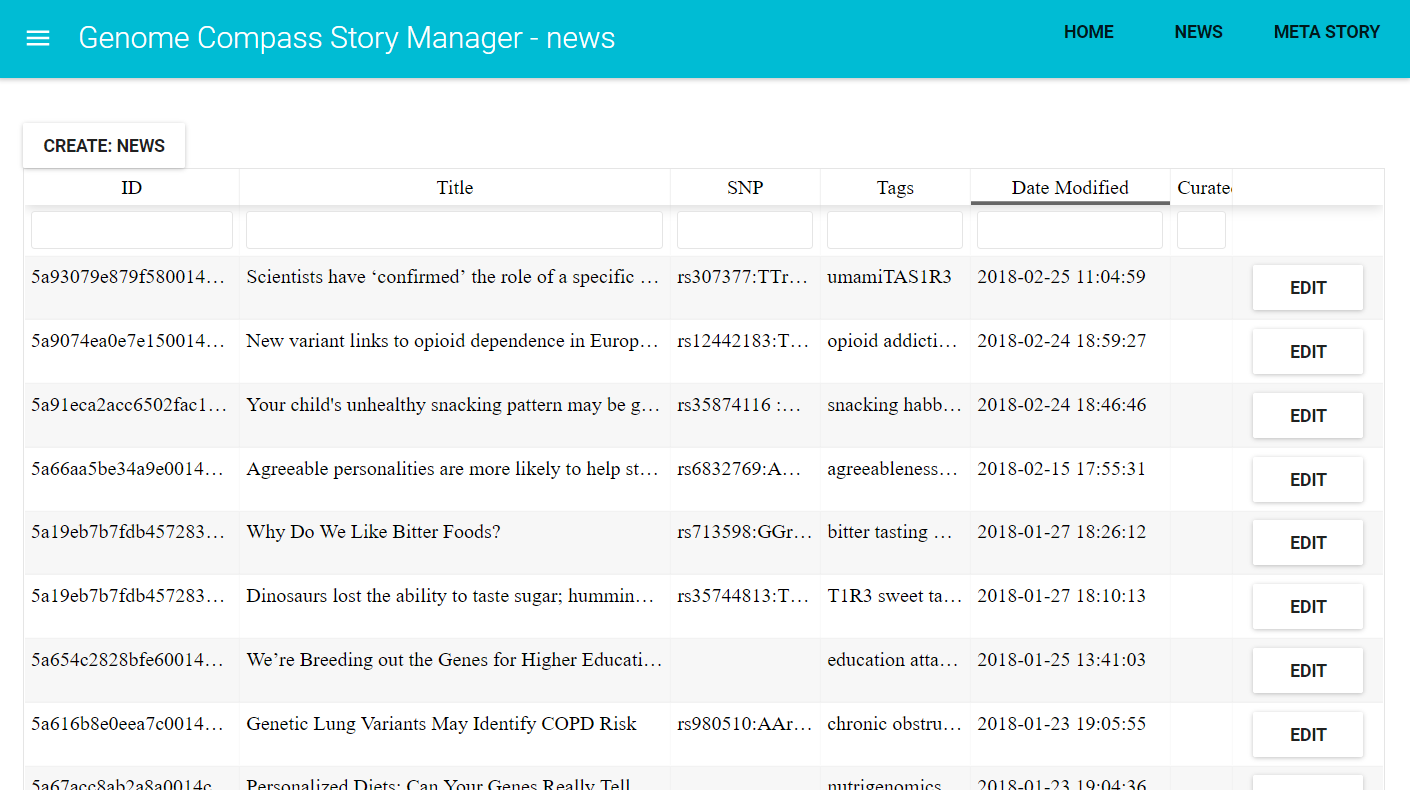 Genome Compass Story Manager - news HOME NEWS META STORY
CREATE: NEWS
ID Title SNP Tags Date Modified Curate
5a93079e879f580014… Scientists have ‘confirmed’ the role of a specific … rs307377:TTr… umamiTAS1R3 2018-02-25 11:04:59 EDIT
5a9074ea0e7e150014… New variant links to opioid dependence in Europ… rs12442183:T… opioid addicti… 2018-02-24 18:59:27 EDIT
5a91eca2acc6502fac1… Your child's unhealthy snacking pattern may be g… rs35874116 :… snacking habb… 2018-02-24 18:46:46 EDIT
5a66aa5be34a9e0014… Agreeable personalities are more likely to help st… rs6832769:A… agreeableness… 2018-02-15 17:55:31 EDIT
5a19eb7b7fdb457283… Why Do We Like Bitter Foods? rs713598:GGr… bitter tasting … 2018-01-27 18:26:12 EDIT
5a19eb7b7fdb457283… Dinosaurs lost the ability to taste sugar; hummin… rs35744813:T… T1R3 sweet ta… 2018-01-27 18:10:13 EDIT
5a654c2828bfe60014… We’re Breeding out the Genes for Higher Educati… education atta… 2018-01-25 13:41:03 EDIT
5a616b8e0eea7c0014… Genetic Lung Variants May Identify COPD Risk rs980510:AAr… chronic obstru… 2018-01-23 19:05:55 EDIT
5a67acc8ab2a8a0014c Personalized Diets: Can Your Genes Really Tell nutrigenomics 2018-01-23 19:04:36